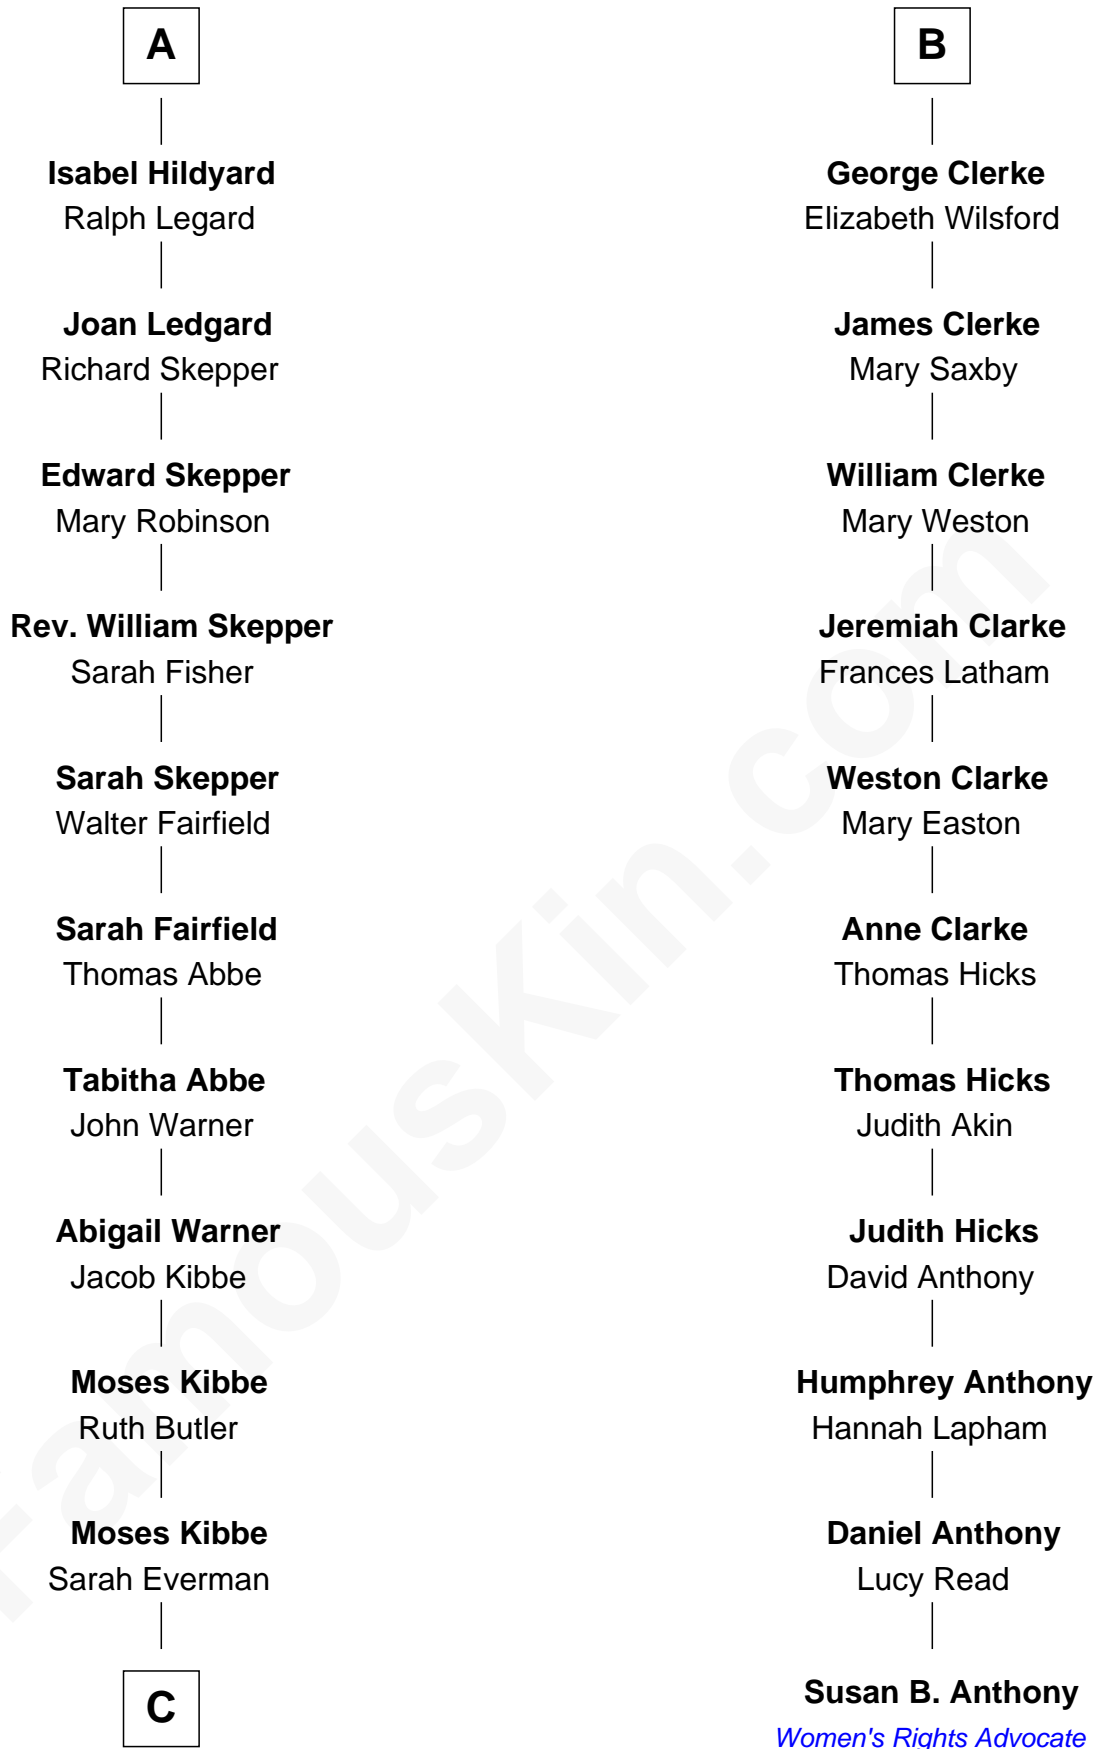 A
Isabel Hildyard
Ralph Legard
Joan Ledgard
Richard Skepper
Edward Skepper
Mary Robinson
Rev. William Skepper
Sarah Fisher
Sarah Skepper
Walter Fairfield
Sarah Fairfield
Thomas Abbe
Tabitha Abbe
John Warner
Abigail Warner
Jacob Kibbe
Moses Kibbe
Ruth Butler
Moses Kibbe
Sarah Everman
C
B
George Clerke
Elizabeth Wilsford
James Clerke
Mary Saxby
William Clerke
Mary Weston
Jeremiah Clarke
Frances Latham
Weston Clarke
Mary Easton
Anne Clarke
Thomas Hicks
Thomas Hicks
Judith Akin
Judith Hicks
David Anthony
Humphrey Anthony
Hannah Lapham
Daniel Anthony
Lucy Read
Susan B. Anthony
Women's Rights Advocate
FamousKin.com